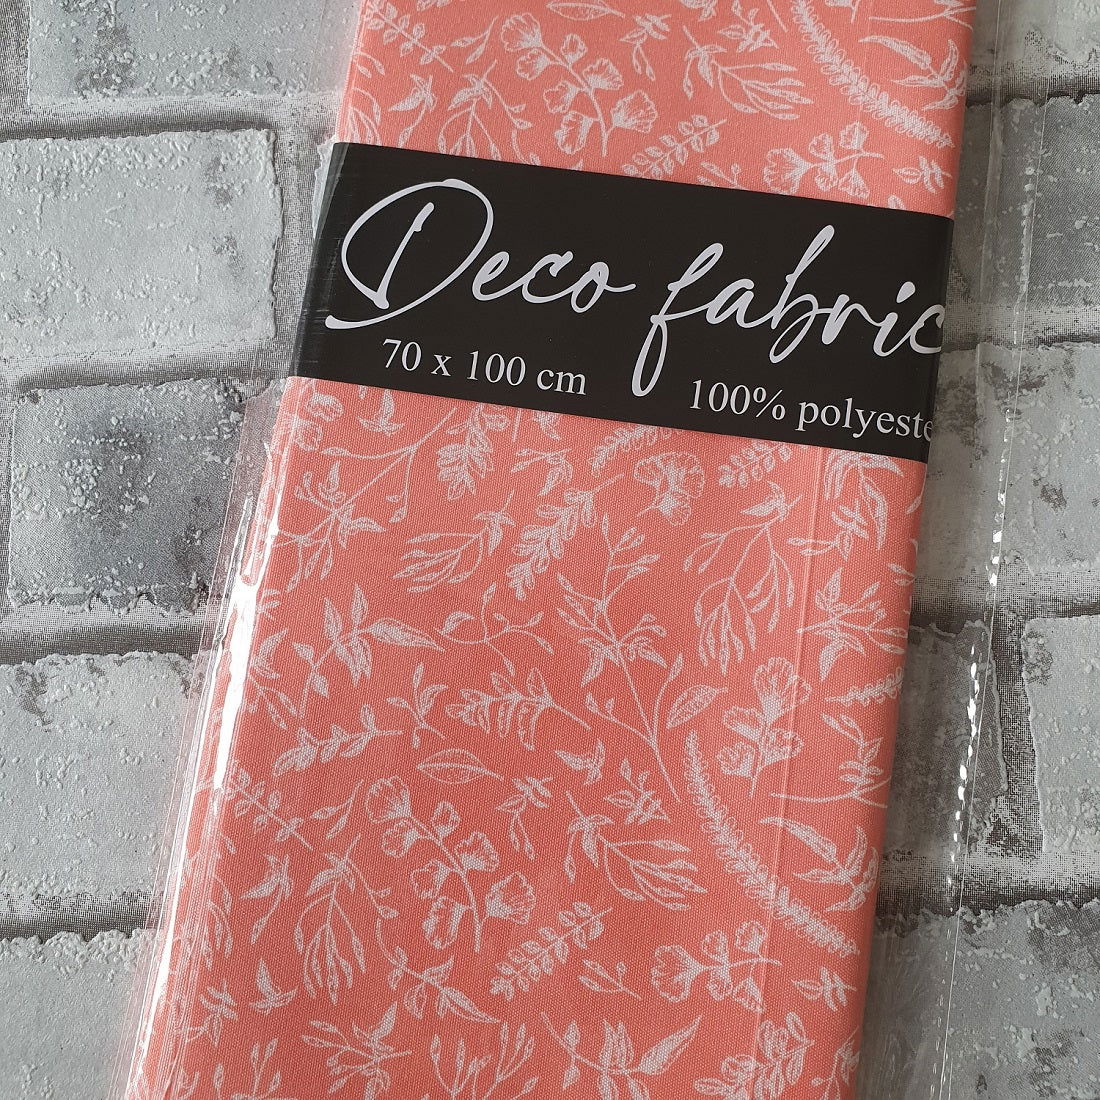 Deco fabric
70 x 100 cm
100% polyeste